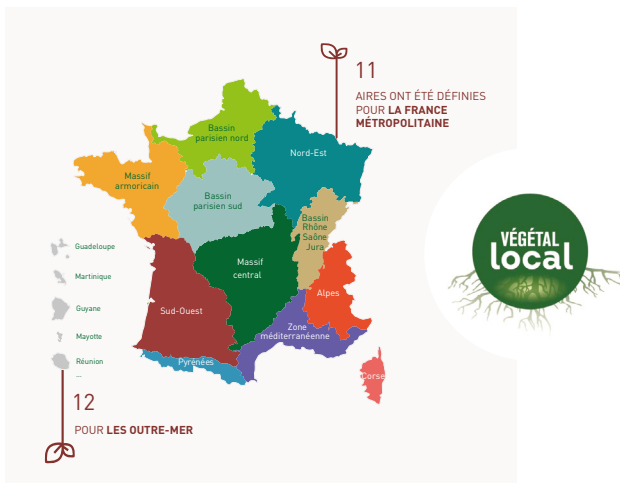 11
AIRES ONT ÉTÉ DÉFINIES
POUR LA FRANCE
MÉTROPOLITAINE
Bassin
parisien nord
Nord-Est
Massif
armoricain
Bassin
parisien sud
Bassin
Rhône
Saône
Jura
VÉGÉTAL
local
Guadeloupe
Martinique
Guyane
Mayotte
Réunion
...
Massif
central
Alpes
Sud-Ouest
Zone
méditerranéenne
Pyrénées
Corse
12
POUR LES OUTRE-MER